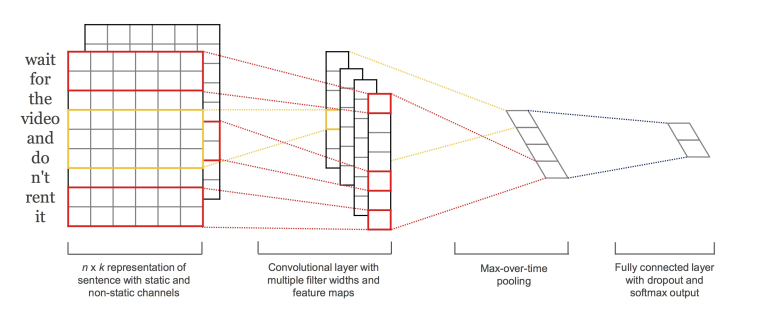 wait
for
the
video
and
do
n't
rent
it
n x k representation of
sentence with static and
non-static channels
Convolutional layer with
multiple filter widths and
feature maps
Max-over-time
pooling
Fully connected layer
with dropout and
softmax output